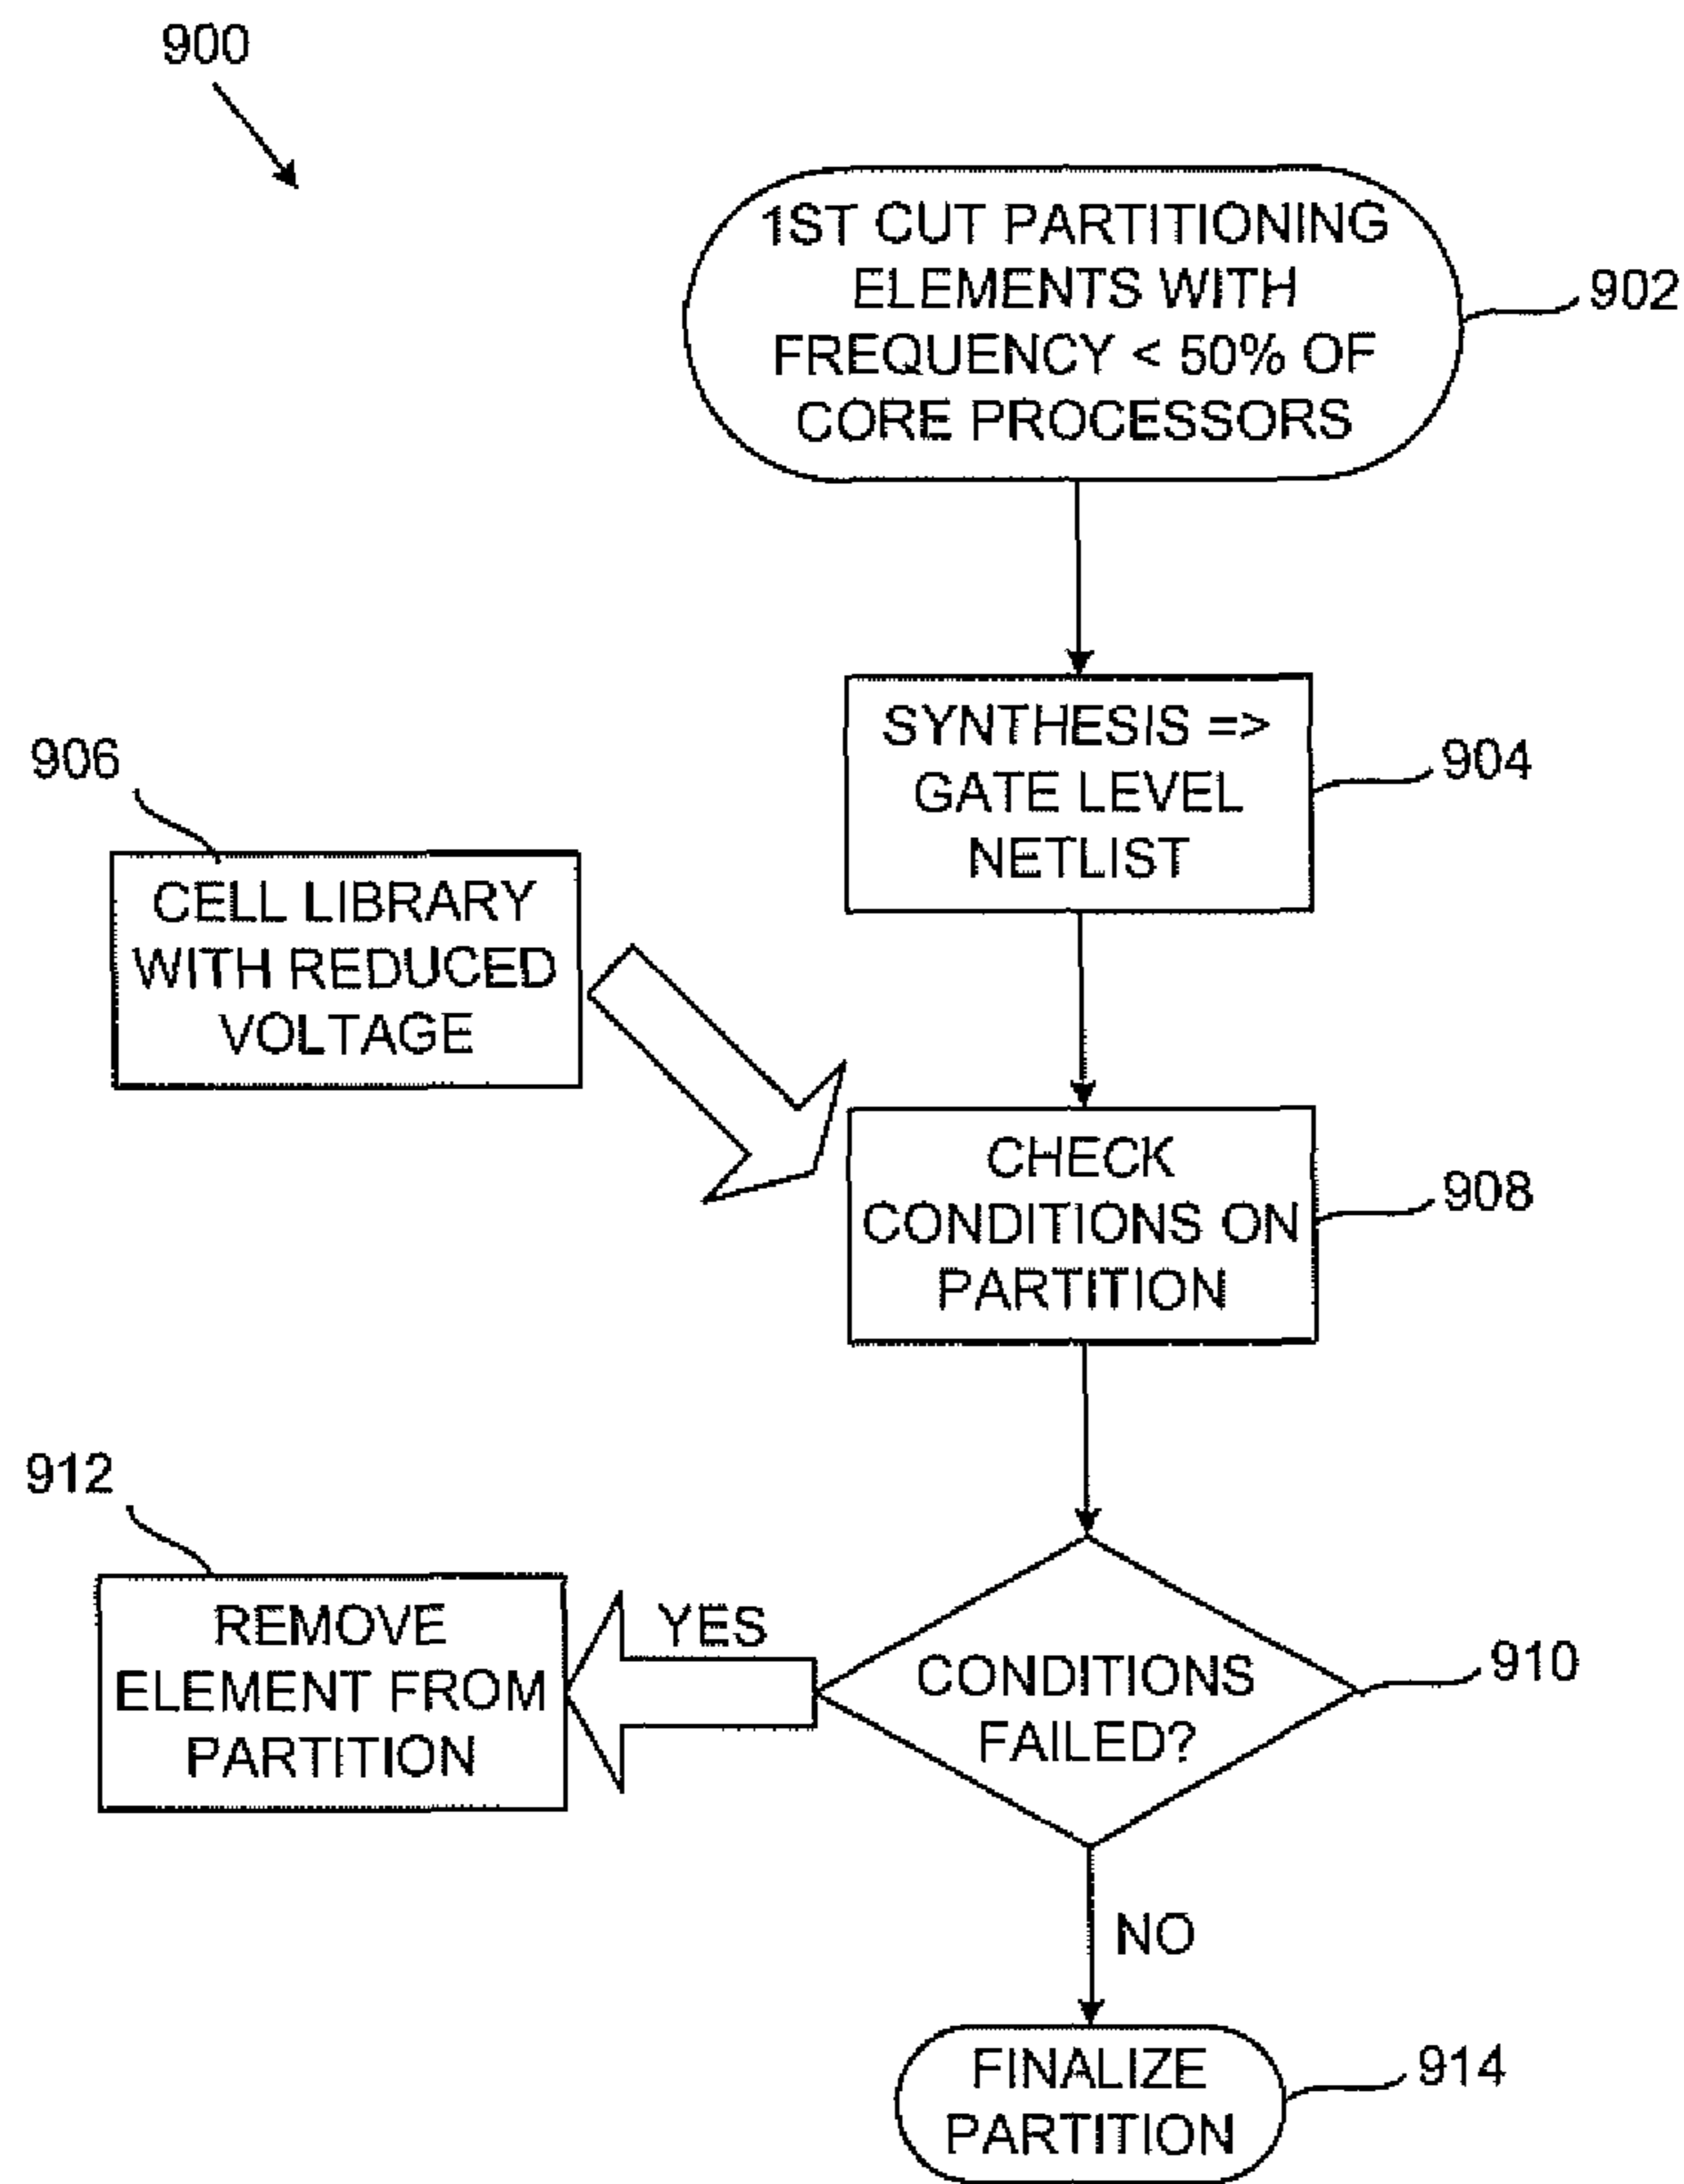 900
1ST CUT PARTITIONING
ELEMENTS WITH
FREQUENCY < 50% OF
CORE PROCESSORS
902
SYNTHESIS =>
GATE LEVEL
NETLIST
904
906
CELL LIBRARY
WITH REDUCED
VOLTAGE
CHECK
CONDITIONS ON
PARTITION
908
912
REMOVE
ELEMENT FROM
PARTITION
YES
CONDITIONS
FAILED?
910
NO
FINALIZE
PARTITION
914